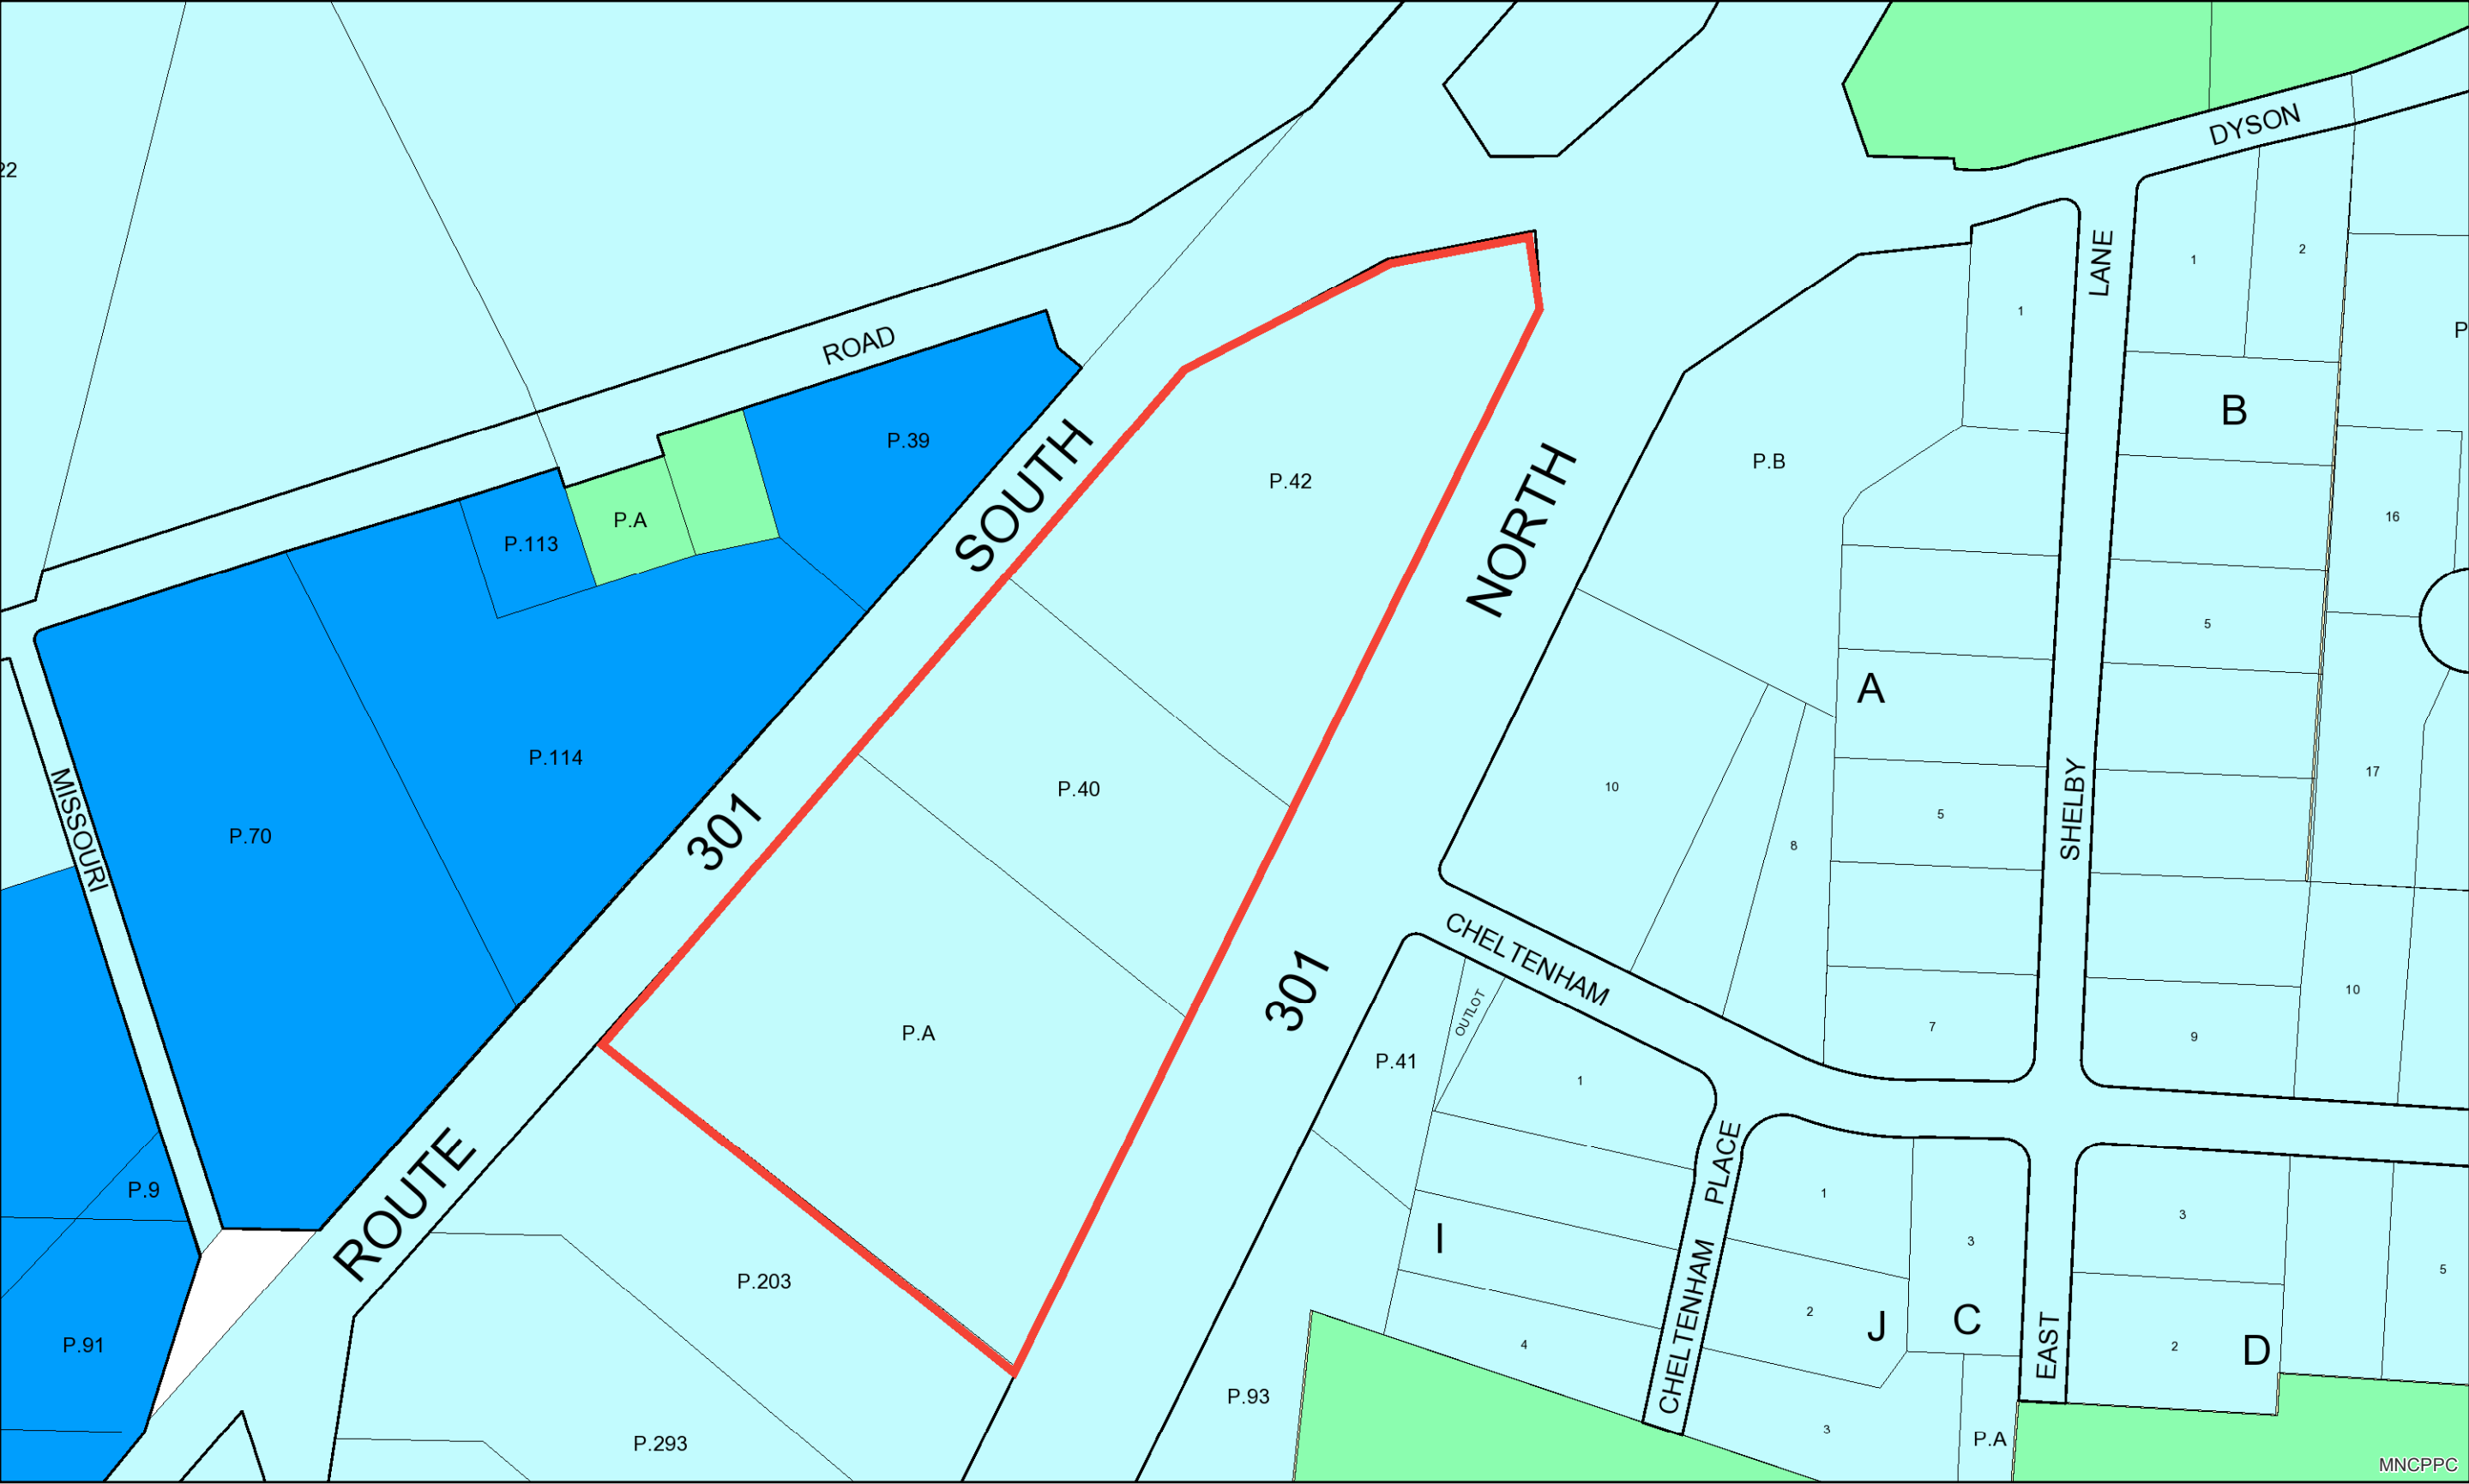 22
DYSON
LANE
1
2
1
P
ROAD
B
P.39
SOUTH
P.42
NORTH
P.B
16
P.A
P.113
5
A
MISSOURI
P.114
P.70
301
P.40
10
5
8
SHELBY
17
CHELTENHAM
OUTLOT
301
P.A
P.41
7
10
9
1
ROUTE
P.9
PLACE
1
3
3
I
P.203
P.91
CHELTENHAM
2
J
C
EAST
2
D
5
4
P.93
P.293
3
P.A
MNCPPC